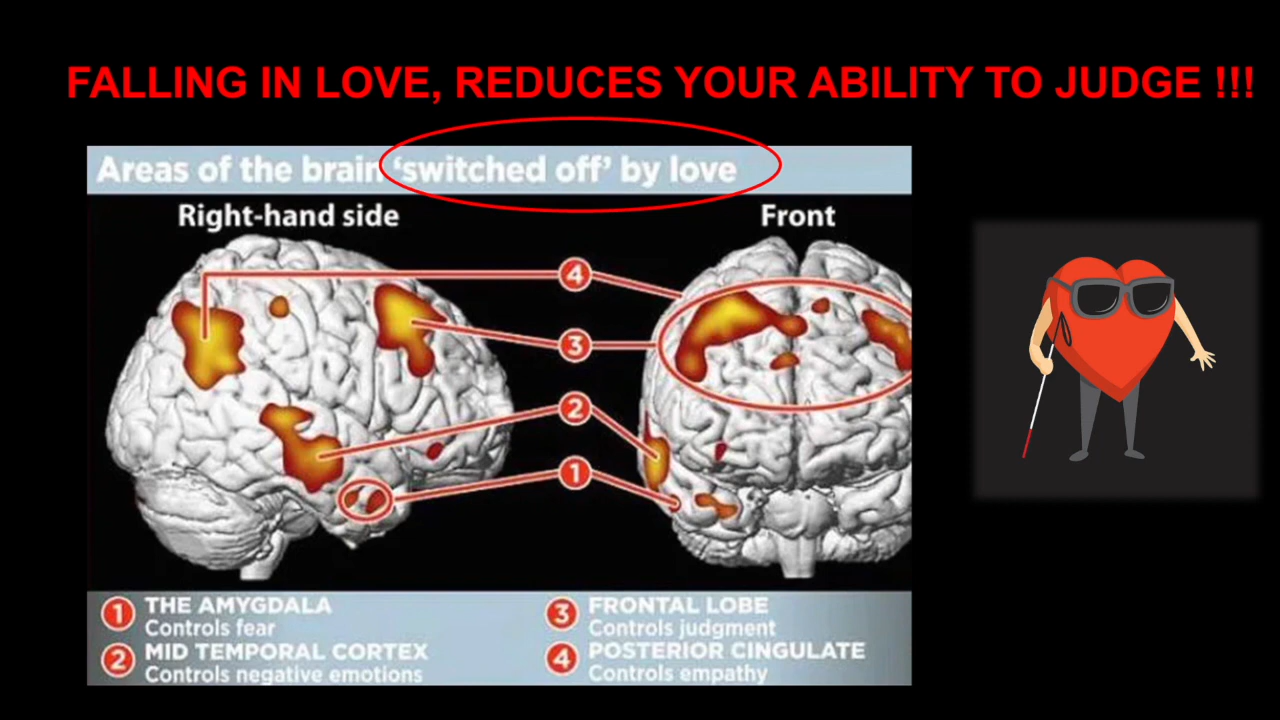 FALLING IN LOVE, REDUCES YOUR ABILITY TO JUDGE !!!
Areas of the brain ‘switched off’ by love
Right-hand side
Front
4
3
2
1
1 THE AMYGDALA
Controls fear
2 MID TEMPORAL CORTEX
Controls negative emotions
3 FRONTAL LOBE
Controls judgment
4 POSTERIOR CINGULATE
Controls empathy